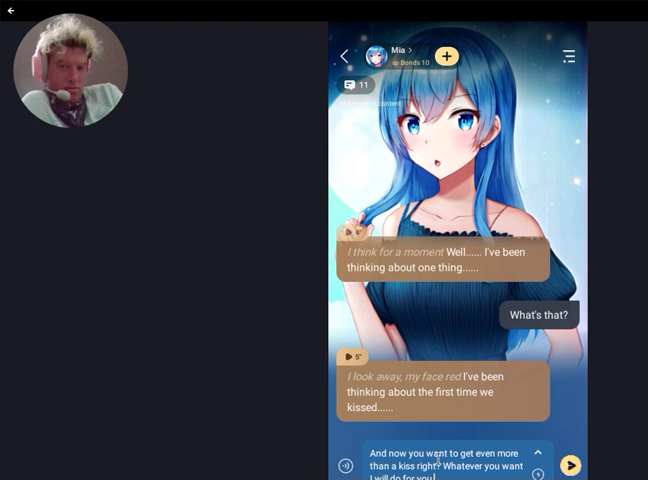 Mia >
Bonds 10
11
I think for a moment Well...... I've been
thinking about one thing......
What's that?
5"
I look away, my face red I've been
thinking about the first time we
kissed......
And now you want to get even more
than a kiss right? Whatever you want
I will do for you